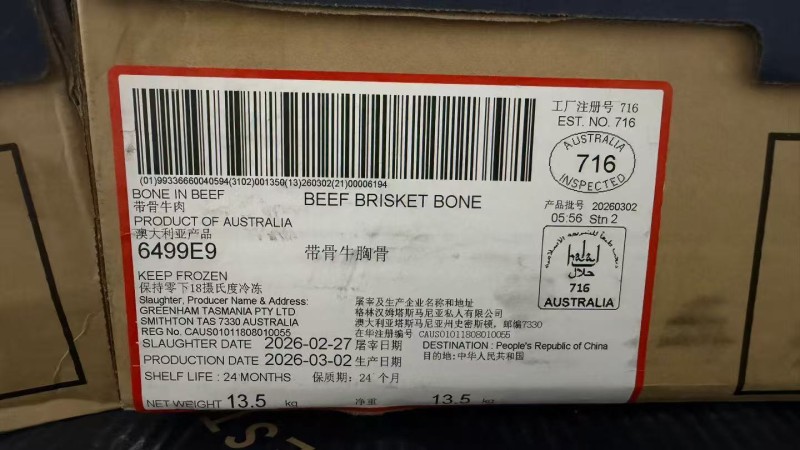 工厂注册号 716
EST. NO. 716
AUSTRALIA
716
INSPECTED
(01)99336660040594(3102)001350(13)260302(21)00006194
BONE IN BEEF
BEEF BRISKET BONE
带骨牛肉
产品批号 20260302
05:56 Stn 2
PRODUCT OF AUSTRALIA
澳大利亚产品
6499E9
带骨牛胸骨
halal
حلال
716
AUSTRALIA
KEEP FROZEN
保持零下18摄氏度冷冻
Slaughter, Producer Name & Address:
GREENHAM TASMANIA PTY LTD
SMITHTON TAS 7330 AUSTRALIA
REG No. CAUS01011808010055
屠宰及生产企业名称和地址
格林汉姆塔斯马尼亚私人有限公司
澳大利亚塔斯马尼亚州史密斯顿, 邮编7330
在华注册编号 CAUS01011808010055
SLAUGHTER DATE 2026-02-27 屠宰日期
DESTINATION : People's Republic of China
PRODUCTION DATE 2026-03-02 生产日期
目的地: 中华人民共和国
SHELF LIFE : 24 MONTHS 保质期: 24 个月
NET WEIGHT 13.5 kg 净重 13.5 kg